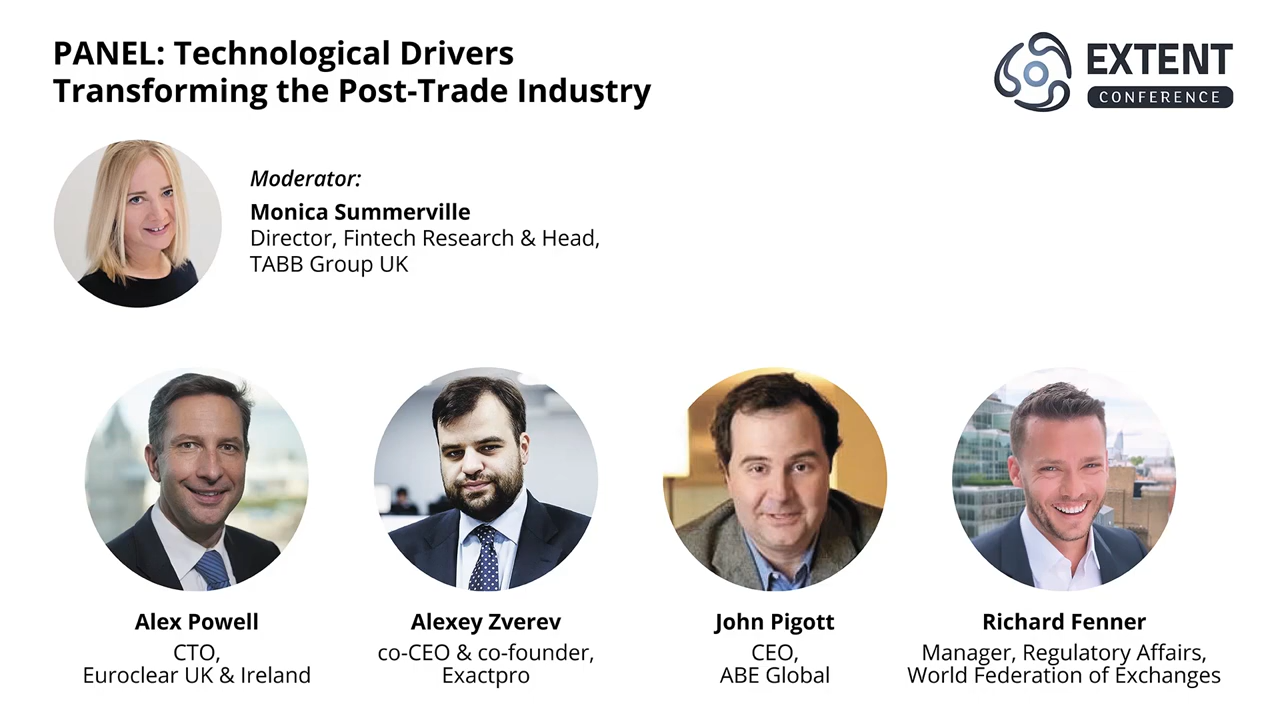 PANEL: Technological Drivers
Transforming the Post-Trade Industry
EXTENT
CONFERENCE
Moderator:
Monica Summerville
Director, Fintech Research & Head,
TABB Group UK
Alex Powell
CTO,
Euroclear UK & Ireland
Alexey Zverev
co-CEO & co-founder,
Exactpro
John Pigott
CEO,
ABE Global
Richard Fenner
Manager, Regulatory Affairs,
World Federation of Exchanges